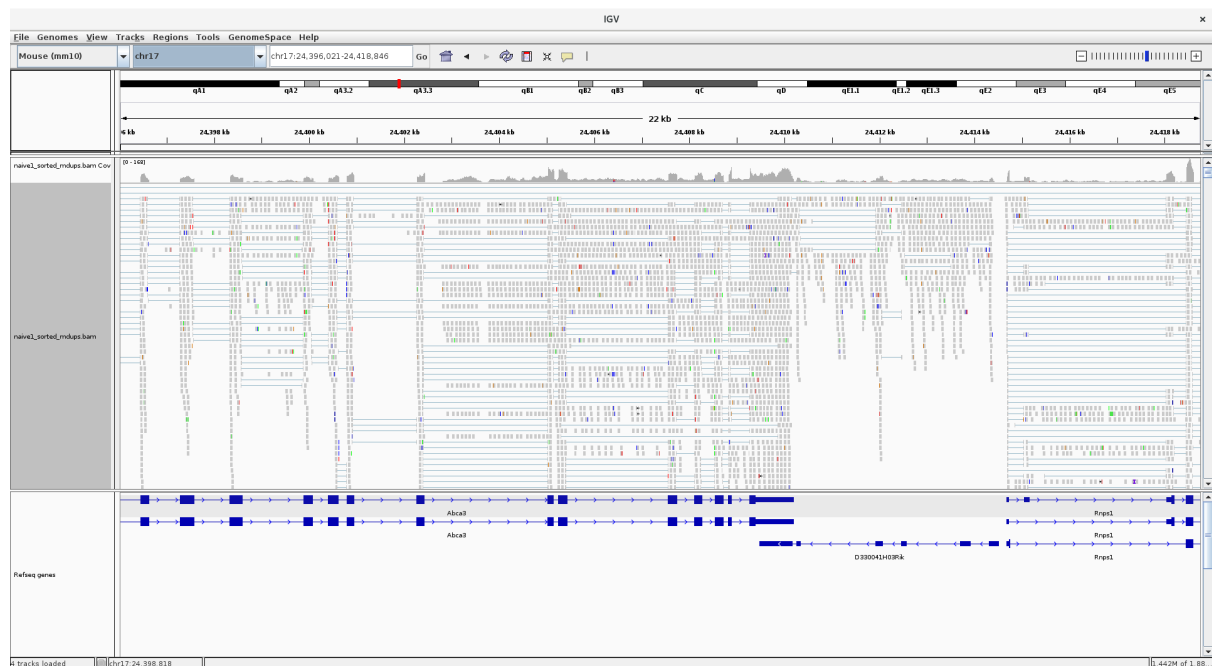 IGV
File Genomes View Tracks Regions Tools GenomeSpace Help
Mouse (mm10) chr17 chr17:24,396,021-24,418,846 Go
qA1 qA2 qA3.2 qA3.3 qB1 qB2 qB3 qC qD qE1.1 qE1.2 qE1.3 qE2 qE3 qE4 qE5
22 kb
6 kb 24,398 kb 24,400 kb 24,402 kb 24,404 kb 24,406 kb 24,408 kb 24,410 kb 24,412 kb 24,414 kb 24,416 kb 24,418 kb
naive1_sorted_mdups.bam Cov [0 - 168]
naive1_sorted_mdups.bam
Abca3 Rnps1
Abca3 Rnps1
D330041H03Rik Rnps1
Refseq genes
4 tracks loaded chr17:24,398,818 1,442M of 1,88...